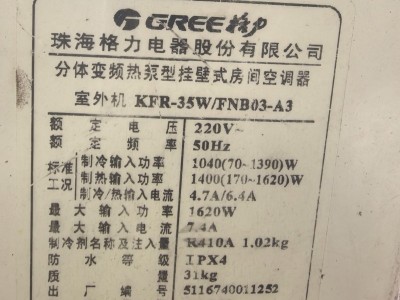 GREE 格力
珠海格力电器股份有限公司
分体变频热泵型挂壁式房间空调器
室外机 KFR-35W/FNB03-A3
额定电压 220V~
额定频率 50Hz
标准工况 制冷输入功率 1040(70~1390)W
制热输入功率 1400(170~1620)W
制冷/热输入电流 4.7A/6.4A
最大输入功率 1620W
最大输入电流 7.4A
制冷剂名称及注入量 R410A 1.02kg
防水等级 IPX4
质量 31kg
出厂编号 5116740011252